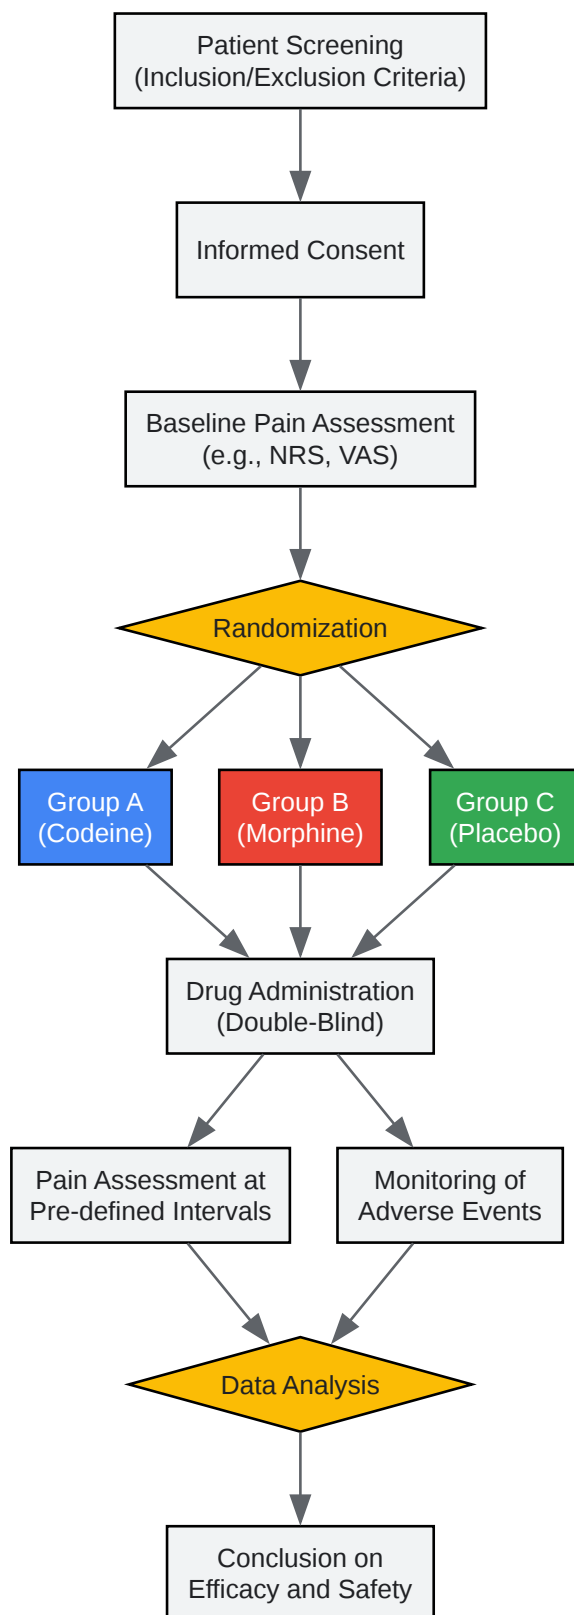 Patient Screening
(Inclusion/Exclusion Criteria)
Informed Consent
Baseline Pain Assessment
(e.g., NRS, VAS)
Randomization
Group A
(Codeine)
Group B
(Morphine)
Group C
(Placebo)
Drug Administration
(Double-Blind)
Pain Assessment at
Pre-defined Intervals
Monitoring of
Adverse Events
Data Analysis
Conclusion on
Efficacy and Safety